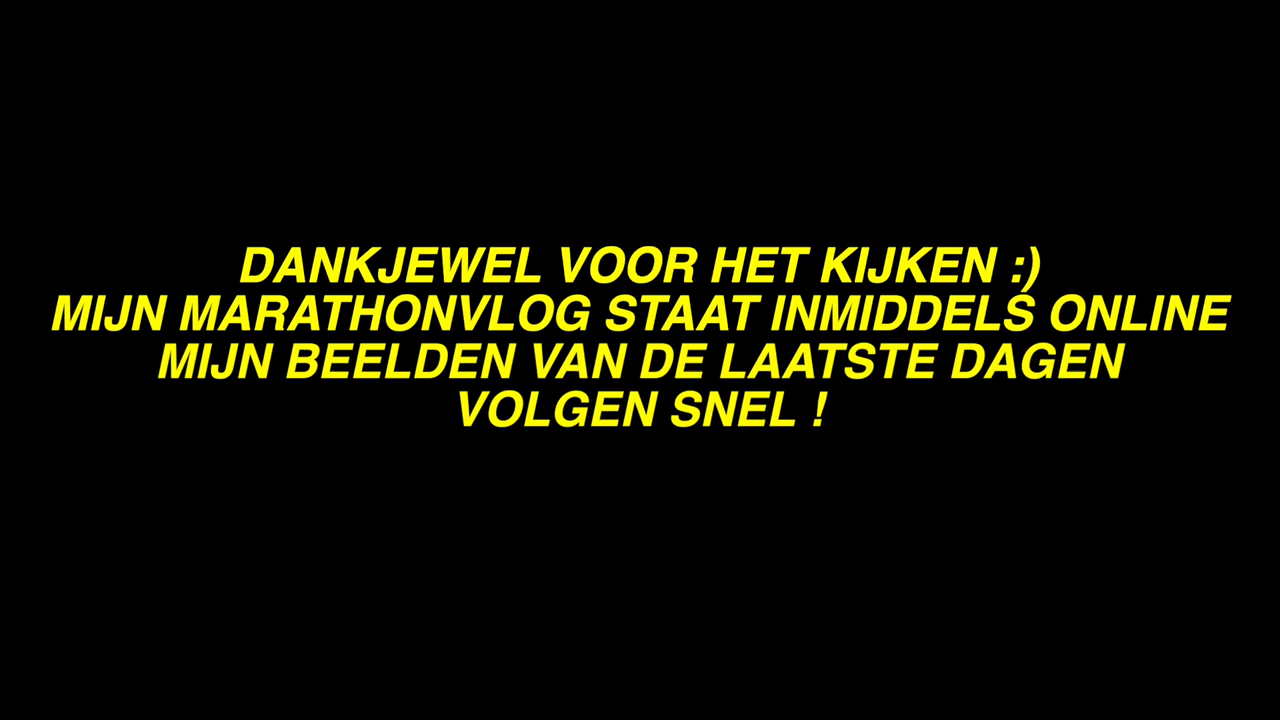 DANKJEWEL VOOR HET KIJKEN :)
MIJN MARATHONVLOG STAAT INMIDDELS ONLINE
MIJN BEELDEN VAN DE LAATSTE DAGEN
VOLGEN SNEL !